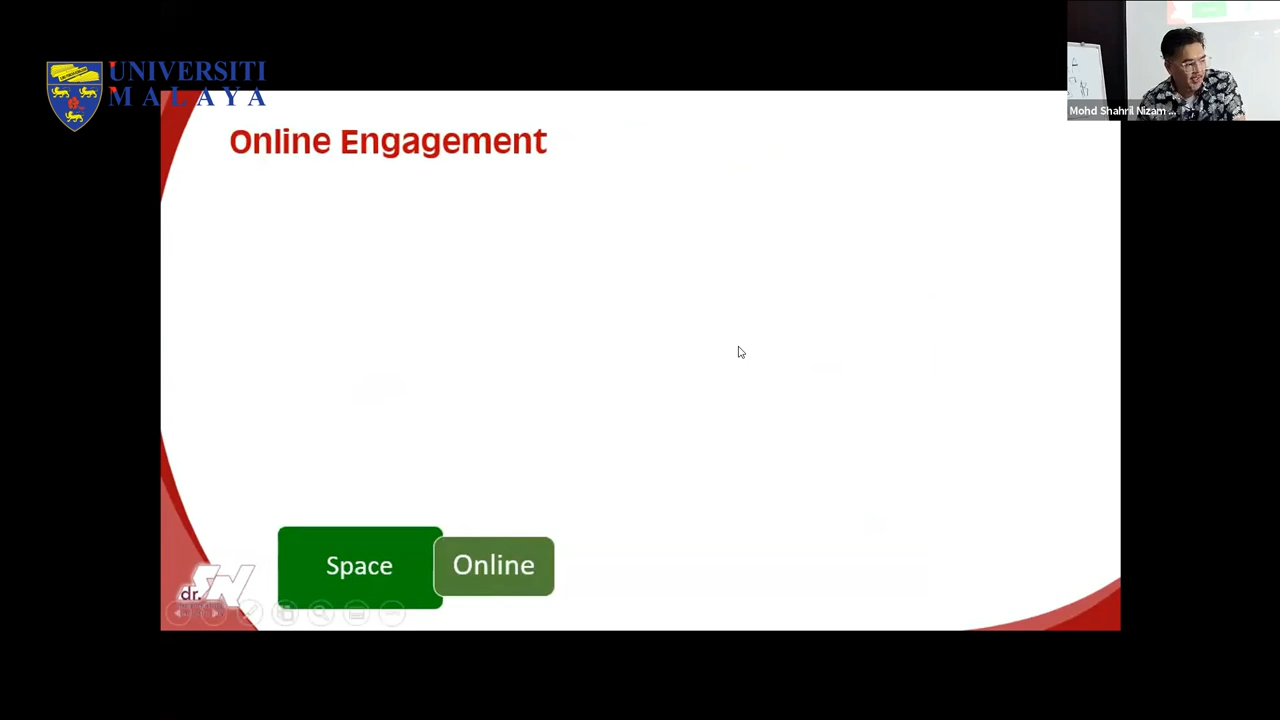 UNIVERSITI
MALAYA
Mohd Shahril Nizam ...
Online Engagement
Space
Online
dr.